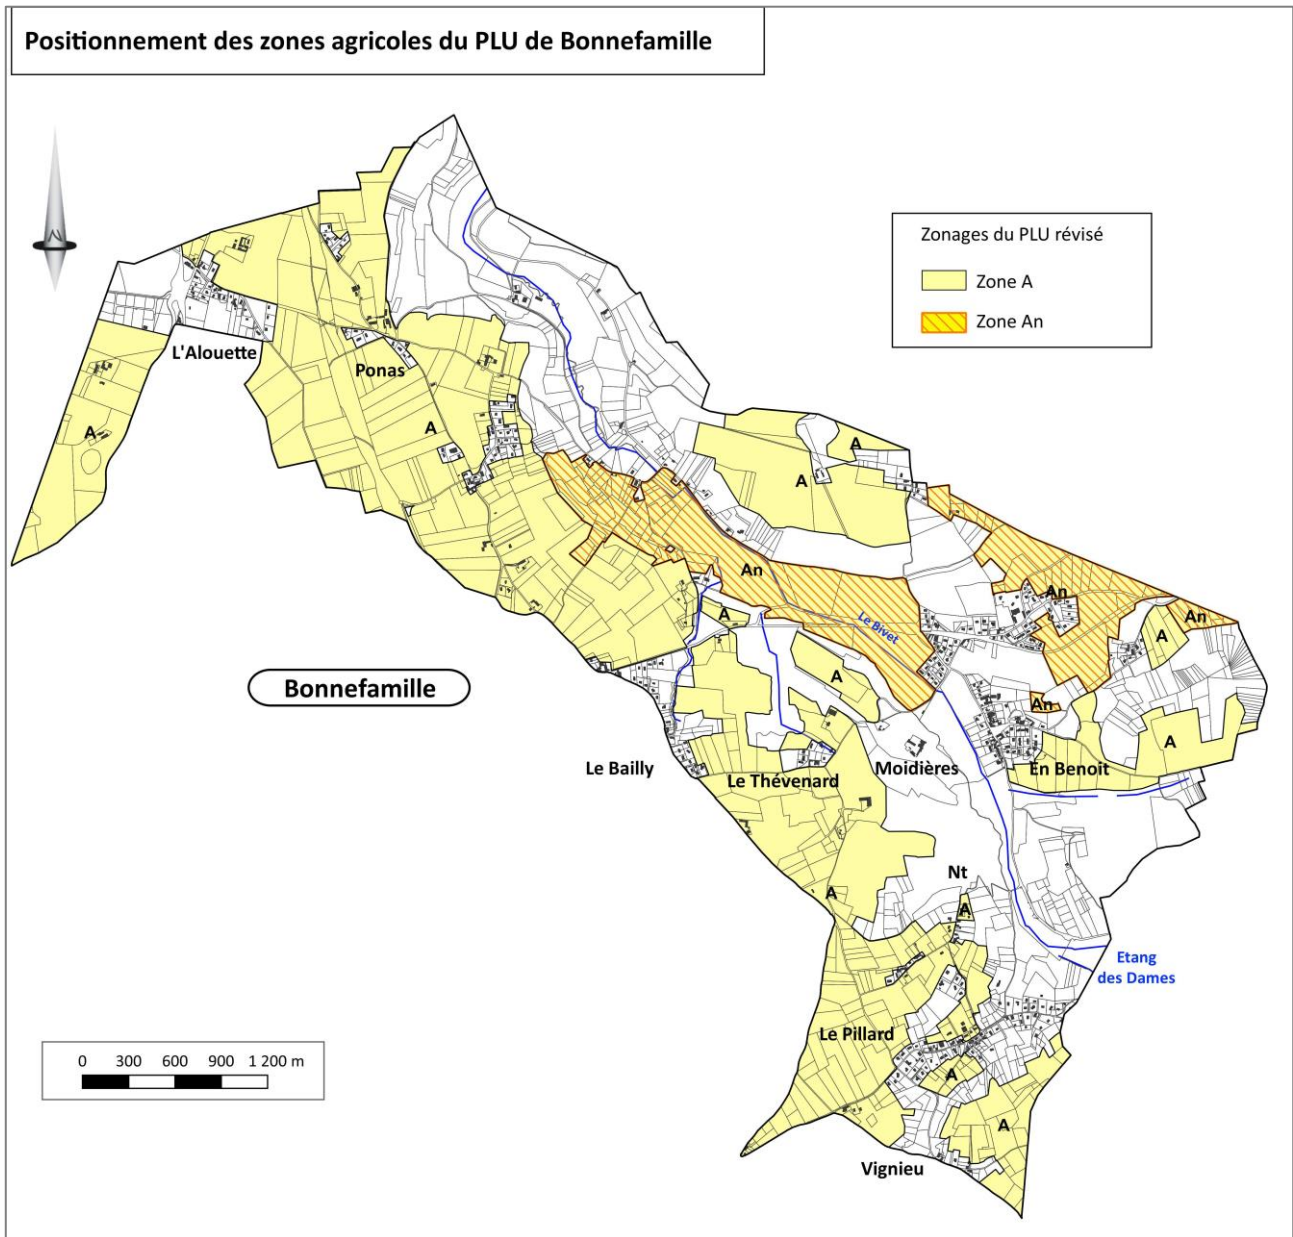 Positionnement des zones agricoles du PLU de Bonnefamille
N
Zonages du PLU révisé
Zone A
Zone An
L'Alouette
Ponas
A
A
A
A
An
An
An
A
A
Le Bivet
A
An
A
Bonnefamille
Le Bailly
Le Thévenard
Moidières
En Benoit
Nt
A
A
Etang
des Dames
Le Pillard
0 300 600 900 1 200 m
A
A
Vignieu